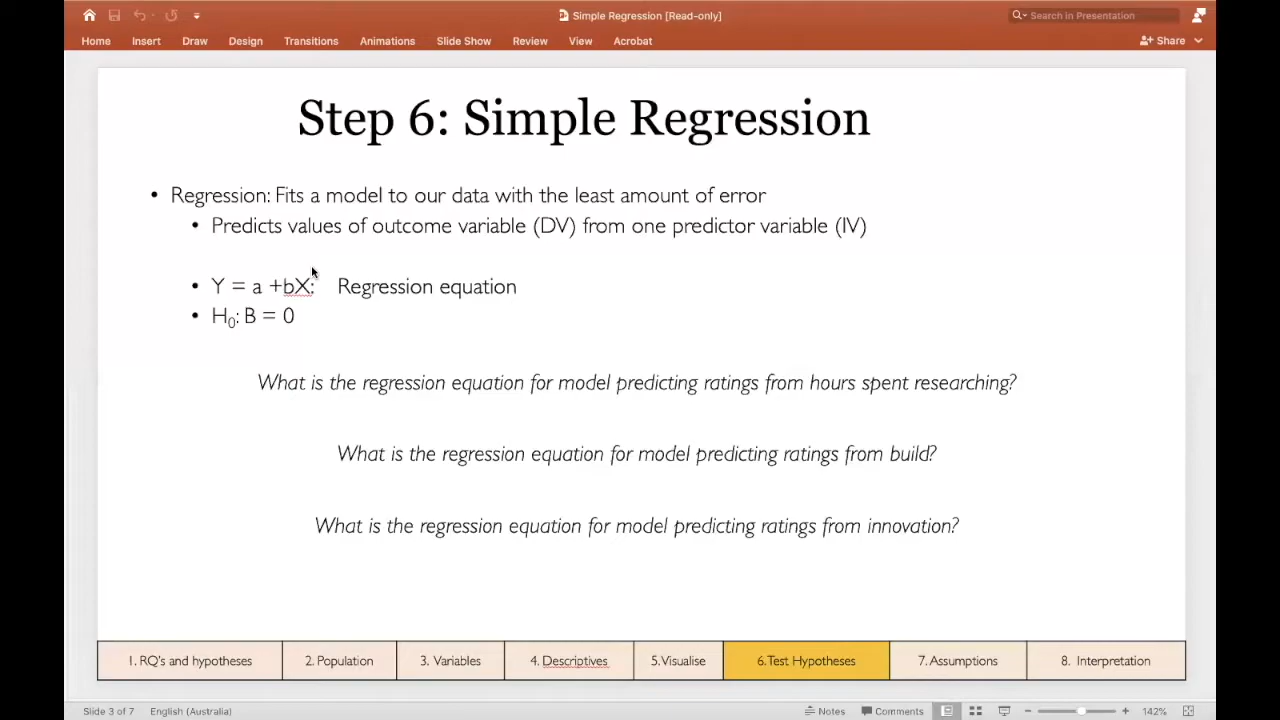 Simple Regression [Read-only]
Search in Presentation
Home Insert Draw Design Transitions Animations Slide Show Review View Acrobat Share
Step 6: Simple Regression
• Regression: Fits a model to our data with the least amount of error
• Predicts values of outcome variable (DV) from one predictor variable (IV)
• Y = a +bX: Regression equation
• H₀: B = 0
What is the regression equation for model predicting ratings from hours spent researching?
What is the regression equation for model predicting ratings from build?
What is the regression equation for model predicting ratings from innovation?
1. RQ's and hypotheses 2. Population 3. Variables 4. Descriptives 5. Visualise 6. Test Hypotheses 7. Assumptions 8. Interpretation
Slide 3 of 7 English (Australia) Notes Comments 142%